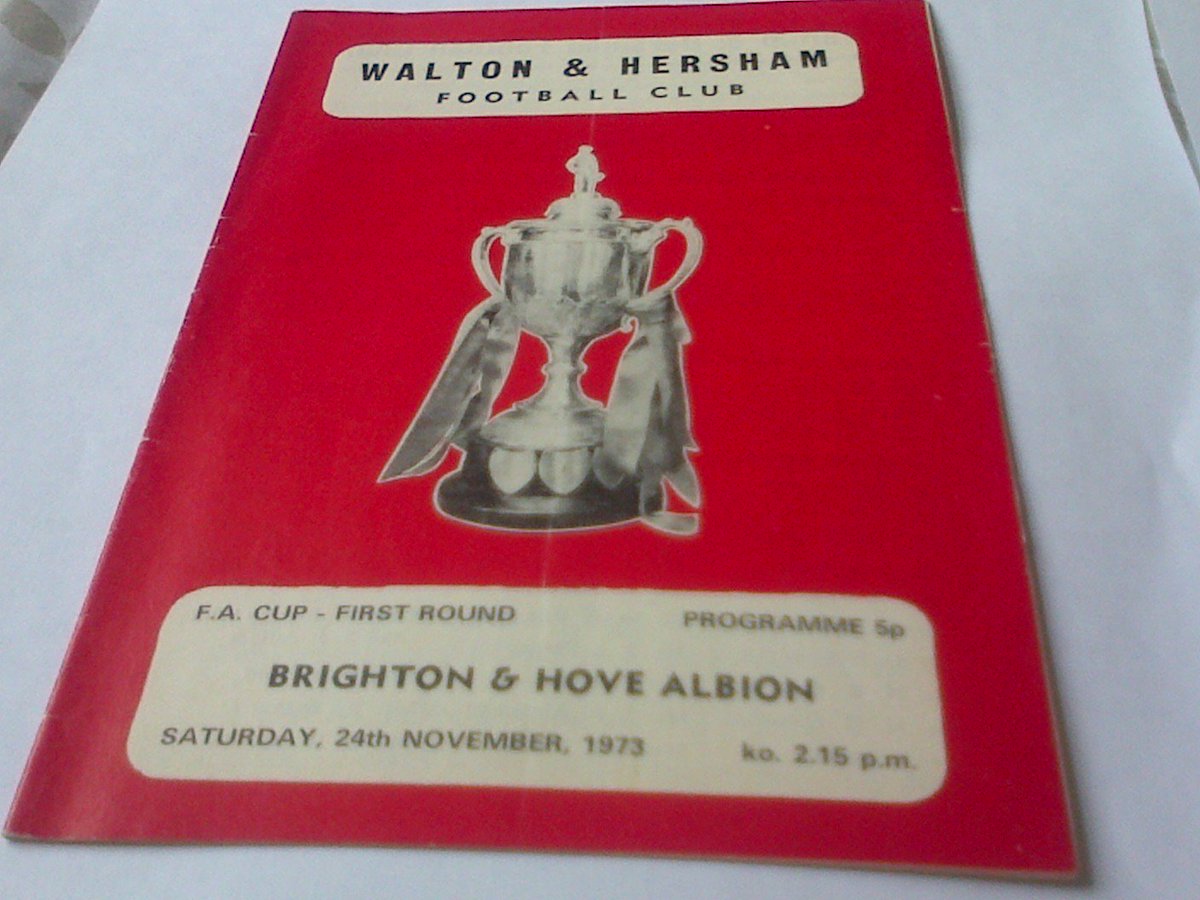 WALTON & HERSHAM
FOOTBALL CLUB
F.A. CUP - FIRST ROUND PROGRAMME 5p
BRIGHTON & HOVE ALBION
SATURDAY, 24th NOVEMBER, 1973 ko. 2.15 p.m.